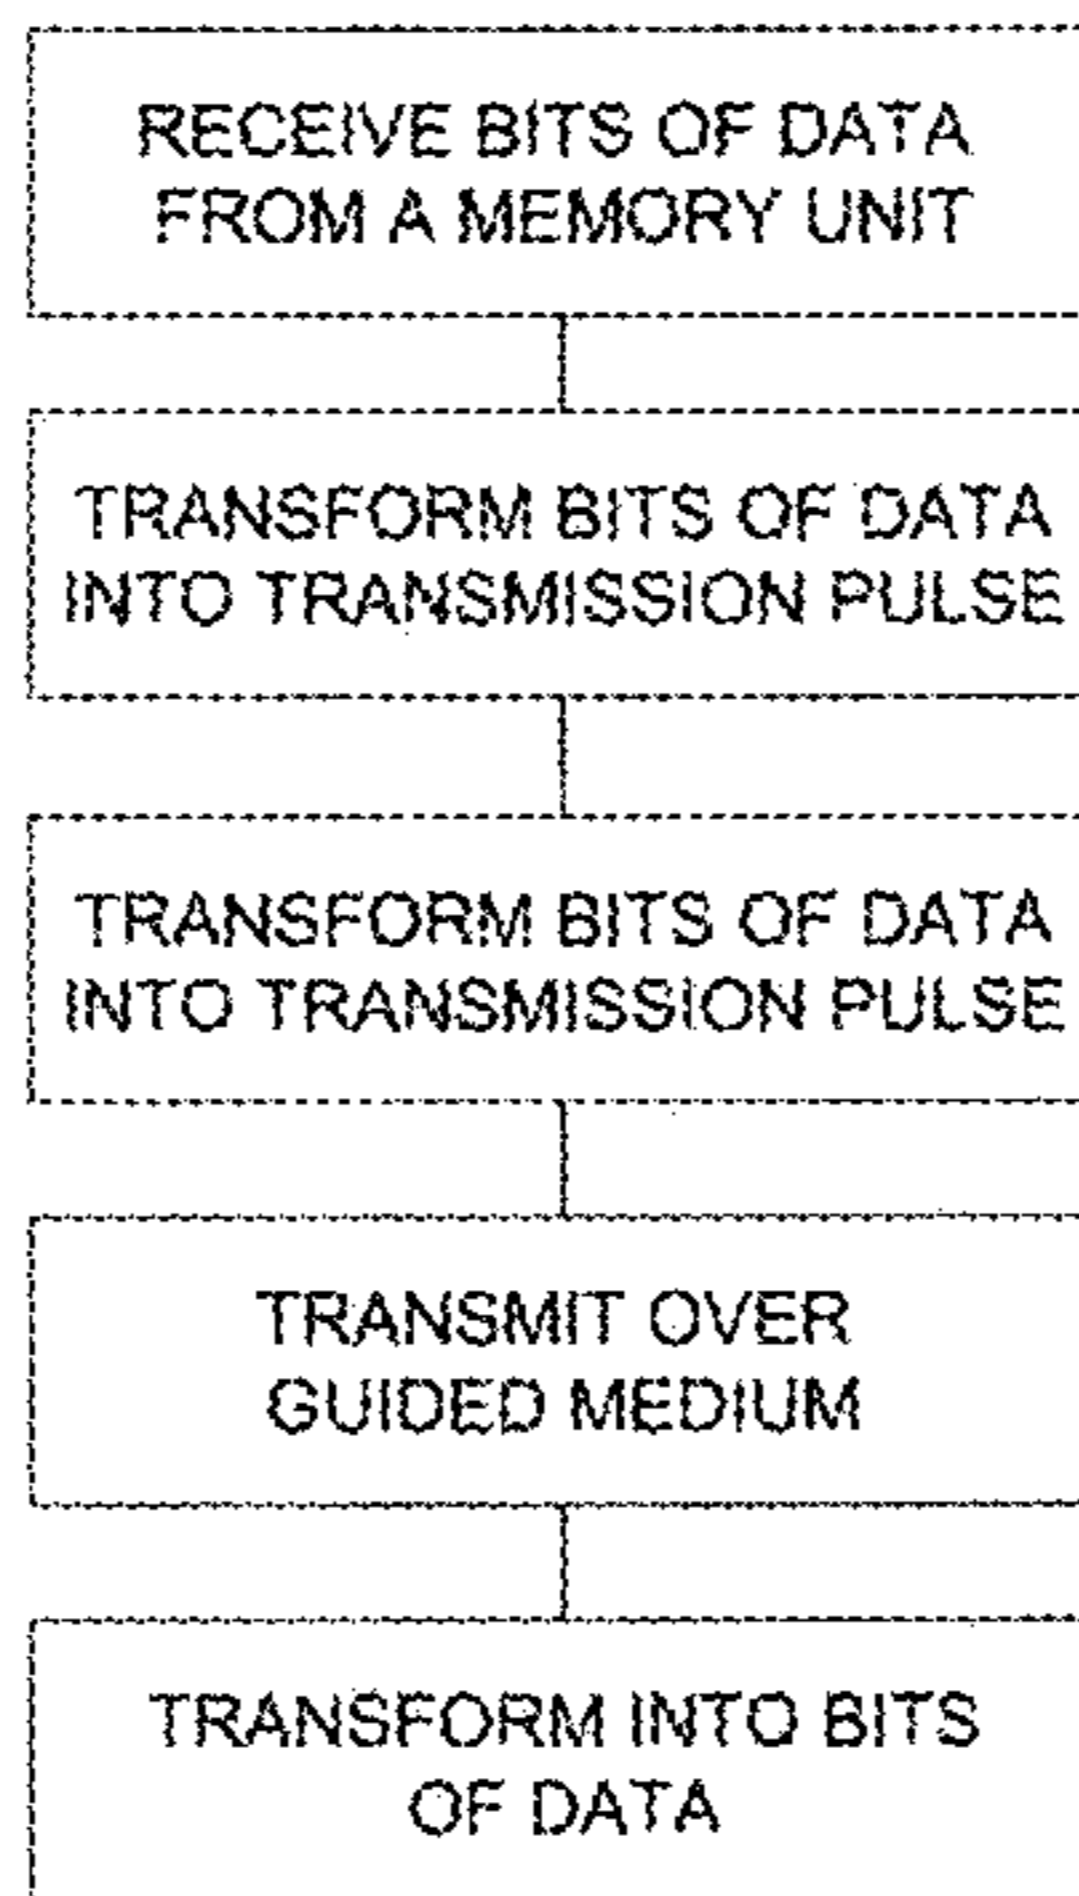 RECEIVE BITS OF DATA
FROM A MEMORY UNIT
TRANSFORM BITS OF DATA
INTO TRANSMISSION PULSE
TRANSFORM BITS OF DATA
INTO TRANSMISSION PULSE
TRANSMIT OVER
GUIDED MEDIUM
TRANSFORM INTO BITS
OF DATA